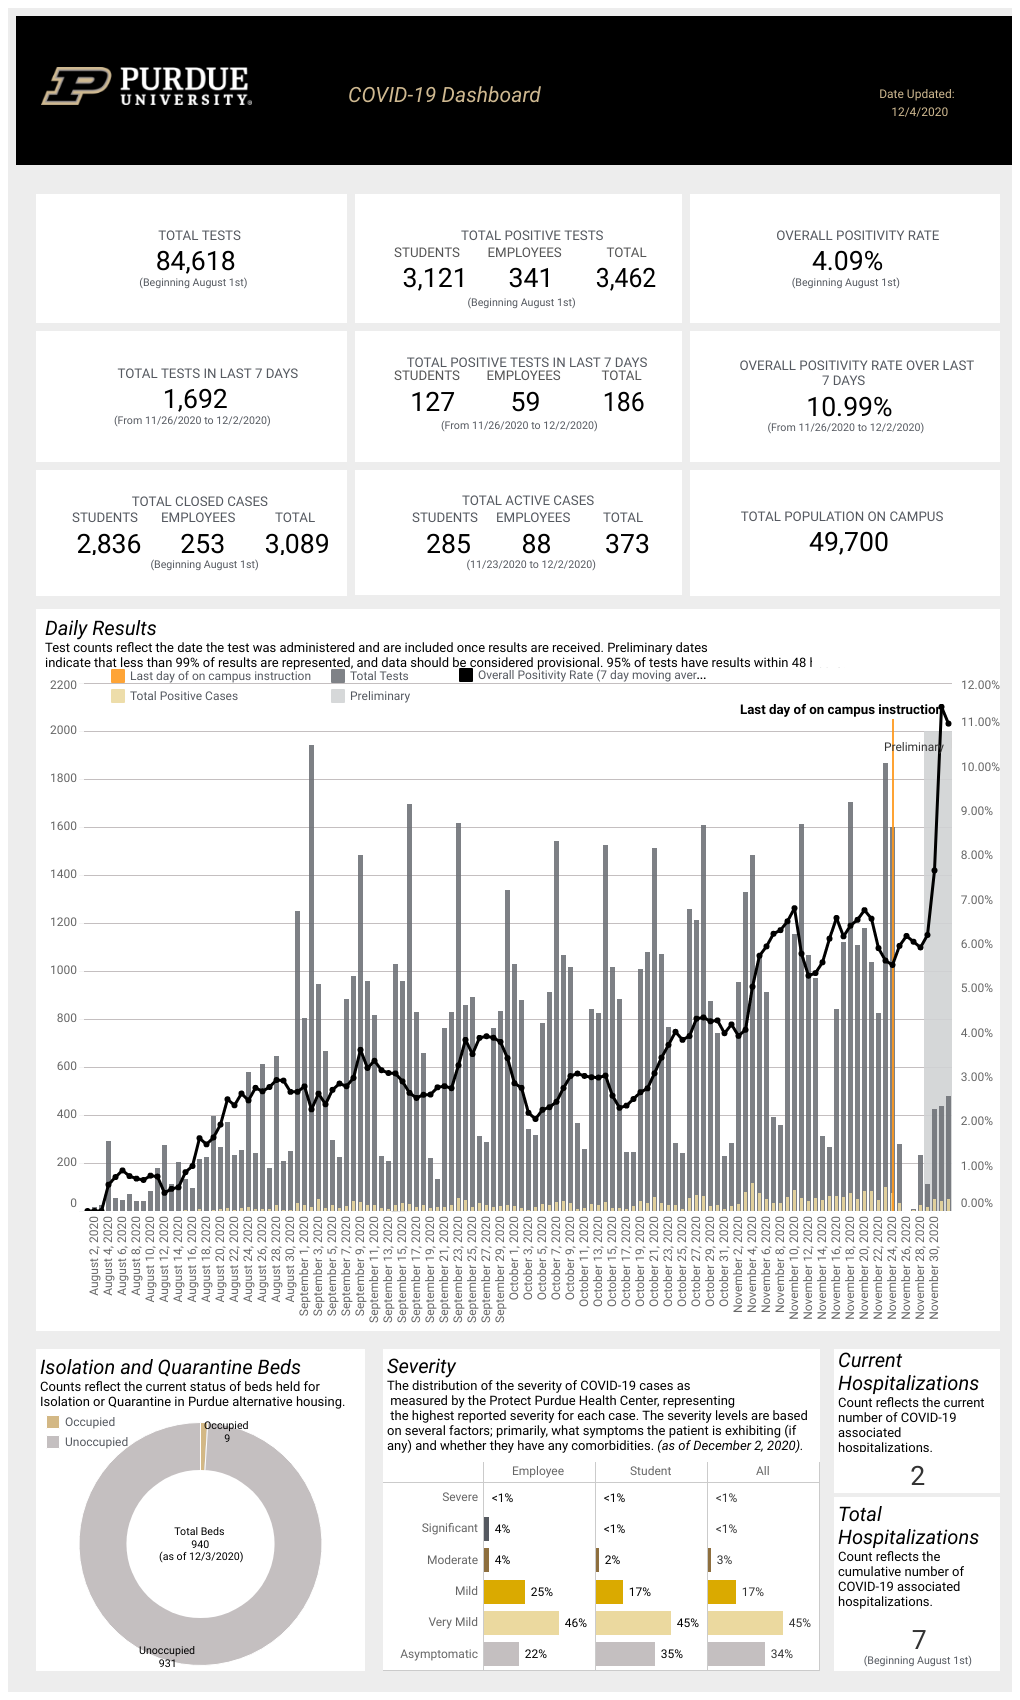 PURDUE
UNIVERSITY®
COVID-19 Dashboard
Date Updated:
12/4/2020
TOTAL TESTS
84,618
(Beginning August 1st)
TOTAL POSITIVE TESTS
STUDENTS EMPLOYEES TOTAL
3,121 341 3,462
(Beginning August 1st)
OVERALL POSITIVITY RATE
4.09%
(Beginning August 1st)
TOTAL TESTS IN LAST 7 DAYS
1,692
(From 11/26/2020 to 12/2/2020)
TOTAL POSITIVE TESTS IN LAST 7 DAYS
STUDENTS EMPLOYEES TOTAL
127 59 186
(From 11/26/2020 to 12/2/2020)
OVERALL POSITIVITY RATE OVER LAST
7 DAYS
10.99%
(From 11/26/2020 to 12/2/2020)
TOTAL CLOSED CASES
STUDENTS EMPLOYEES TOTAL
2,836 253 3,089
(Beginning August 1st)
TOTAL ACTIVE CASES
STUDENTS EMPLOYEES TOTAL
285 88 373
(11/23/2020 to 12/2/2020)
TOTAL POPULATION ON CAMPUS
49,700
Daily Results
Test counts reflect the date the test was administered and are included once results are received. Preliminary dates
indicate that less than 99% of results are represented, and data should be considered provisional. 95% of tests have results within 48
Last day of on campus instruction Total Tests Overall Positivity Rate (7 day moving aver...
Total Positive Cases Preliminary
2200
2000
1800
1600
1400
1200
1000
800
600
400
200
0
12.00%
11.00%
10.00%
9.00%
8.00%
7.00%
6.00%
5.00%
4.00%
3.00%
2.00%
1.00%
0.00%
Last day of on campus instruction
Preliminary
August 2, 2020
August 4, 2020
August 6, 2020
August 8, 2020
August 10, 2020
August 12, 2020
August 14, 2020
August 16, 2020
August 18, 2020
August 20, 2020
August 22, 2020
August 24, 2020
August 26, 2020
August 28, 2020
August 30, 2020
September 1, 2020
September 3, 2020
September 5, 2020
September 7, 2020
September 9, 2020
September 11, 2020
September 13, 2020
September 15, 2020
September 17, 2020
September 19, 2020
September 21, 2020
September 23, 2020
September 25, 2020
September 27, 2020
September 29, 2020
October 1, 2020
October 3, 2020
October 5, 2020
October 7, 2020
October 9, 2020
October 11, 2020
October 13, 2020
October 15, 2020
October 17, 2020
October 19, 2020
October 21, 2020
October 23, 2020
October 25, 2020
October 27, 2020
October 29, 2020
October 31, 2020
November 2, 2020
November 4, 2020
November 6, 2020
November 8, 2020
November 10, 2020
November 12, 2020
November 14, 2020
November 16, 2020
November 18, 2020
November 20, 2020
November 22, 2020
November 24, 2020
November 26, 2020
November 28, 2020
November 30, 2020
Isolation and Quarantine Beds
Counts reflect the current status of beds held for
Isolation or Quarantine in Purdue alternative housing.
Occupied
Unoccupied
Occupied
9
Total Beds
940
(as of 12/3/2020)
Unoccupied
931
Severity
The distribution of the severity of COVID-19 cases as
measured by the Protect Purdue Health Center, representing
the highest reported severity for each case. The severity levels are based
on several factors; primarily, what symptoms the patient is exhibiting (if
any) and whether they have any comorbidities. (as of December 2, 2020).
Employee Student All
Severe <1% <1% <1%
Significant 4% <1% <1%
Moderate 4% 2% 3%
Mild 25% 17% 17%
Very Mild 46% 45% 45%
Asymptomatic 22% 35% 34%
Current
Hospitalizations
Count reflects the current
number of COVID-19
associated
hospitalizations.
2
Total
Hospitalizations
Count reflects the
cumulative number of
COVID-19 associated
hospitalizations.
7
(Beginning August 1st)